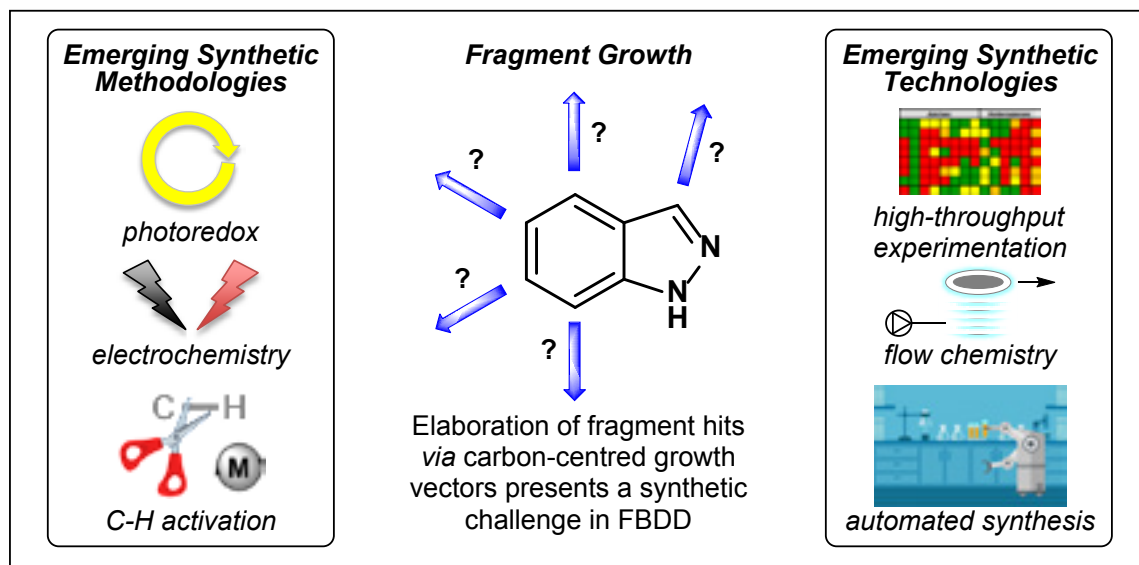 Emerging Synthetic
Methodologies
photoredox
electrochemistry
C H
M
C-H activation
Fragment Growth
?
?
?
?
?
N
N
H
Elaboration of fragment hits
via carbon-centred growth
vectors presents a synthetic
challenge in FBDD
Emerging Synthetic
Technologies
high-throughput
experimentation
flow chemistry
automated synthesis